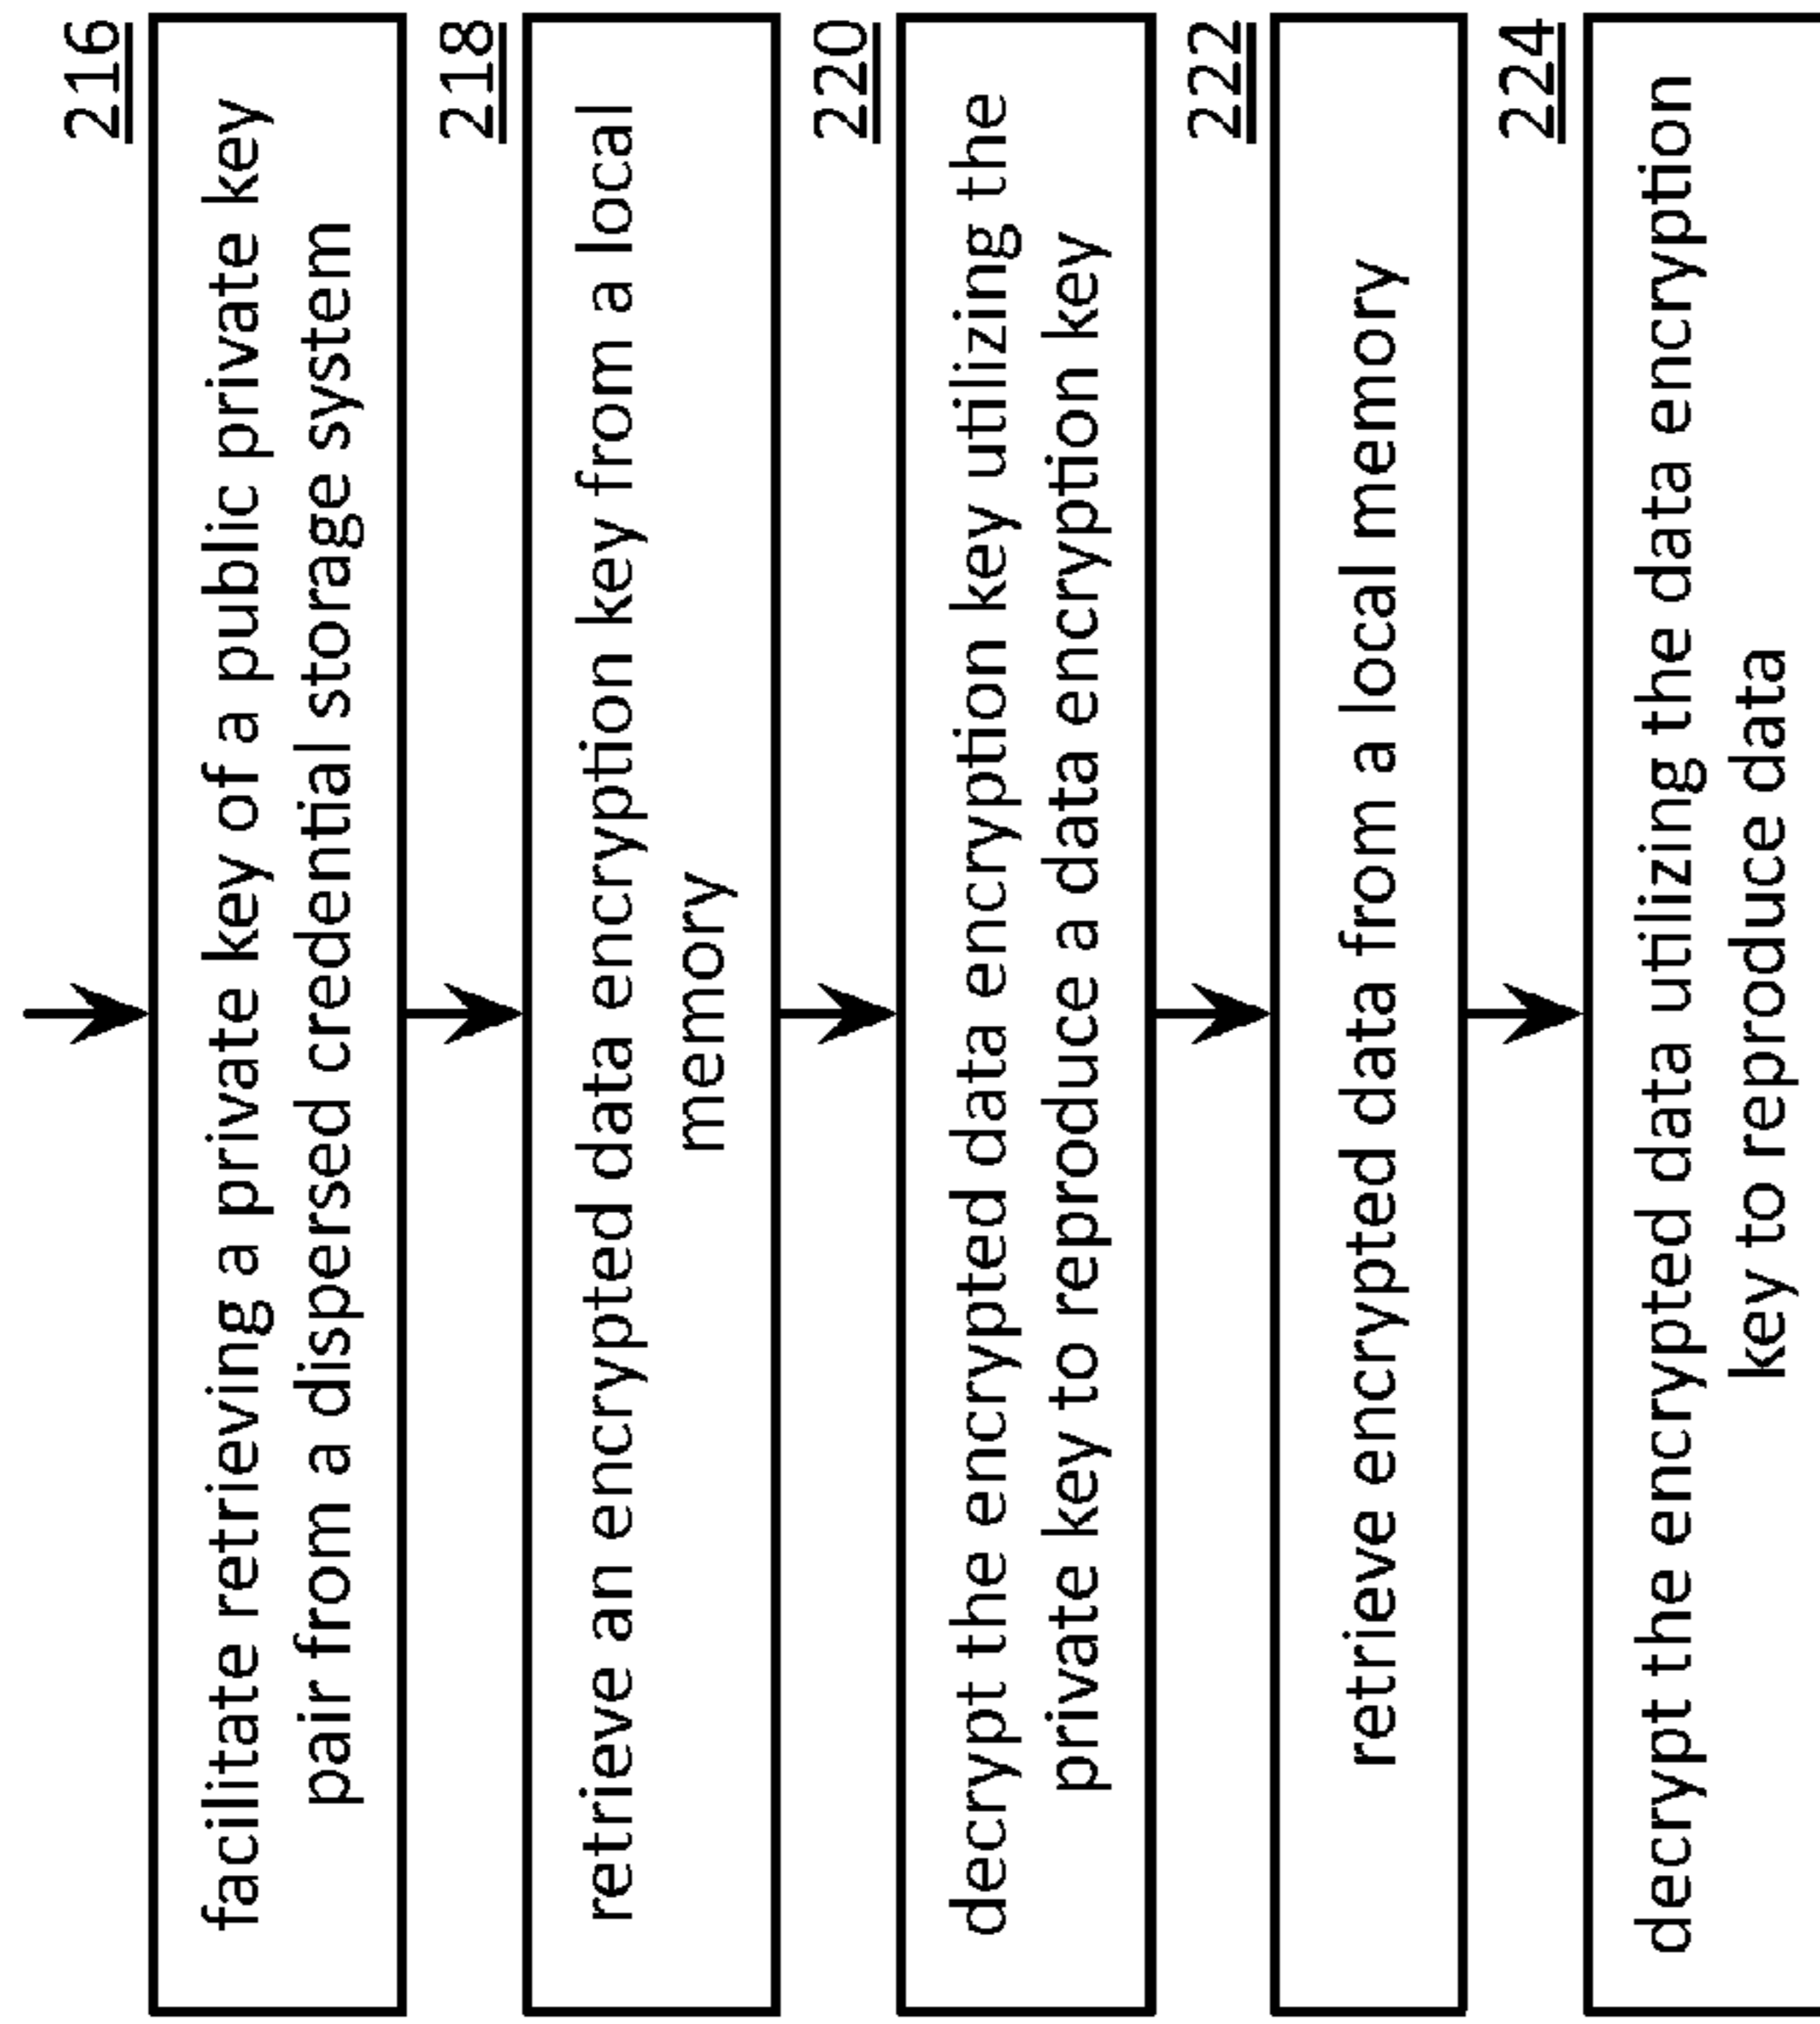 216
facilitate retrieving a private key of a public private key
pair from a dispersed credential storage system
218
retrieve an encrypted data encryption key from a local
memory
220
decrypt the encrypted data encryption key utilizing the
private key to reproduce a data encryption key
222
retrieve encrypted data from a local memory
224
decrypt the encrypted data utilizing the data encryption
key to reproduce data